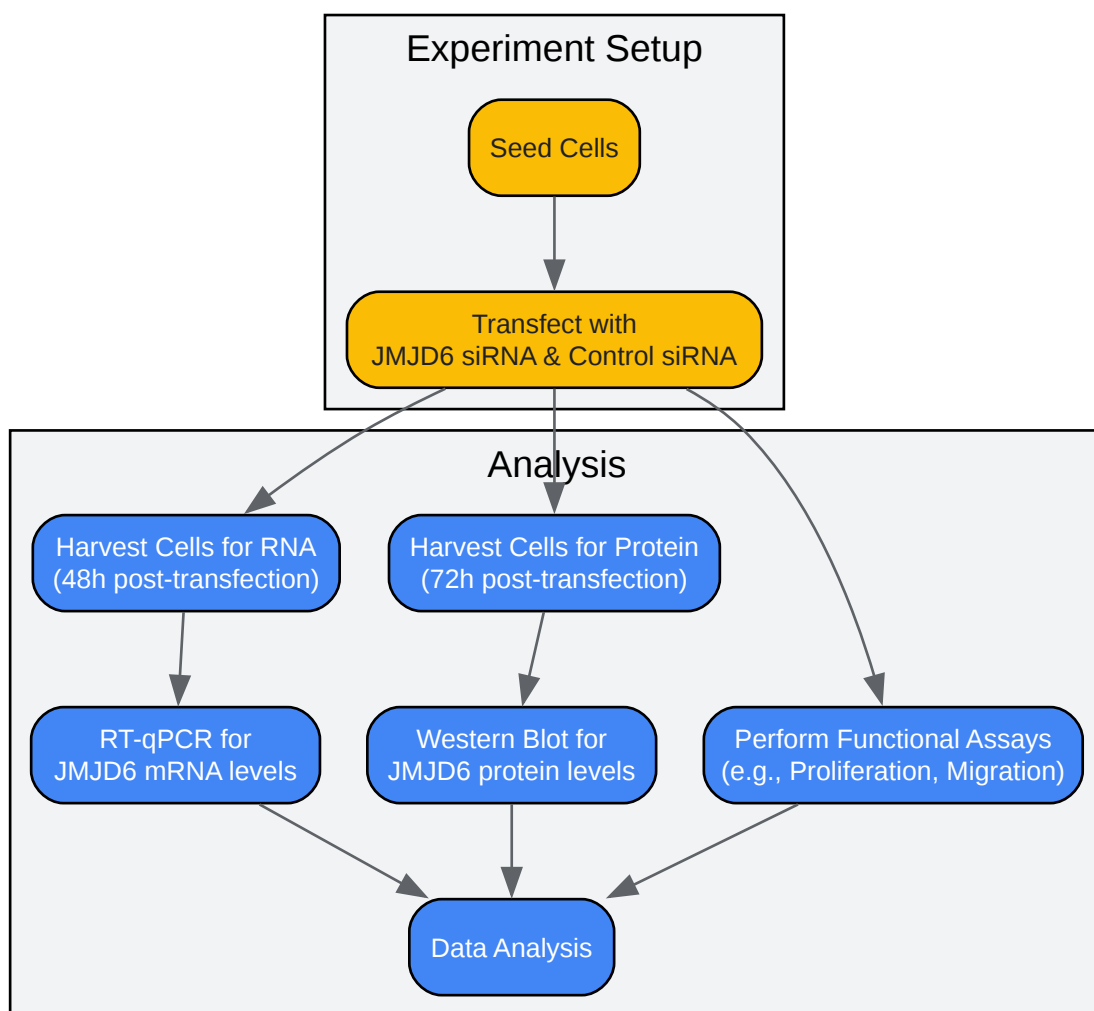 Experiment Setup
Seed Cells
Transfect with
JMJD6 siRNA & Control siRNA
Analysis
Harvest Cells for RNA
(48h post-transfection)
Harvest Cells for Protein
(72h post-transfection)
RT-qPCR for
JMJD6 mRNA levels
Western Blot for
JMJD6 protein levels
Perform Functional Assays
(e.g., Proliferation, Migration)
Data Analysis